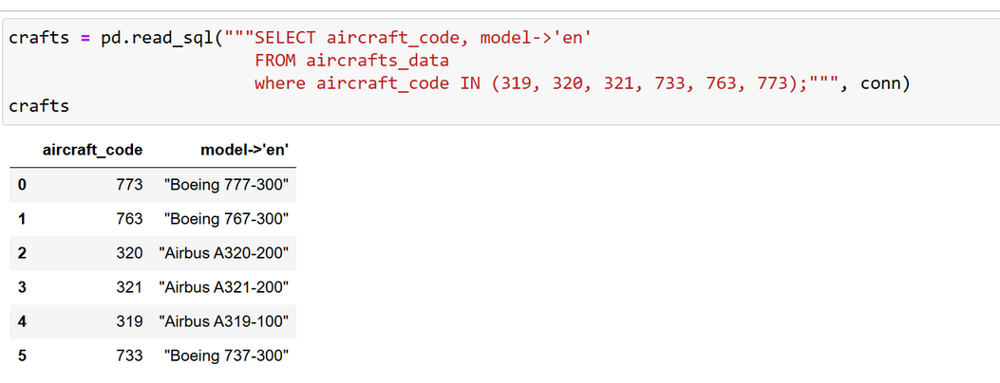 crafts = pd.read_sql("""SELECT aircraft_code, model->'en'
FROM aircrafts_data
where aircraft_code IN (319, 320, 321, 733, 763, 773);""", conn)
crafts
aircraft_code model->'en'
0 773 "Boeing 777-300"
1 763 "Boeing 767-300"
2 320 "Airbus A320-200"
3 321 "Airbus A321-200"
4 319 "Airbus A319-100"
5 733 "Boeing 737-300"